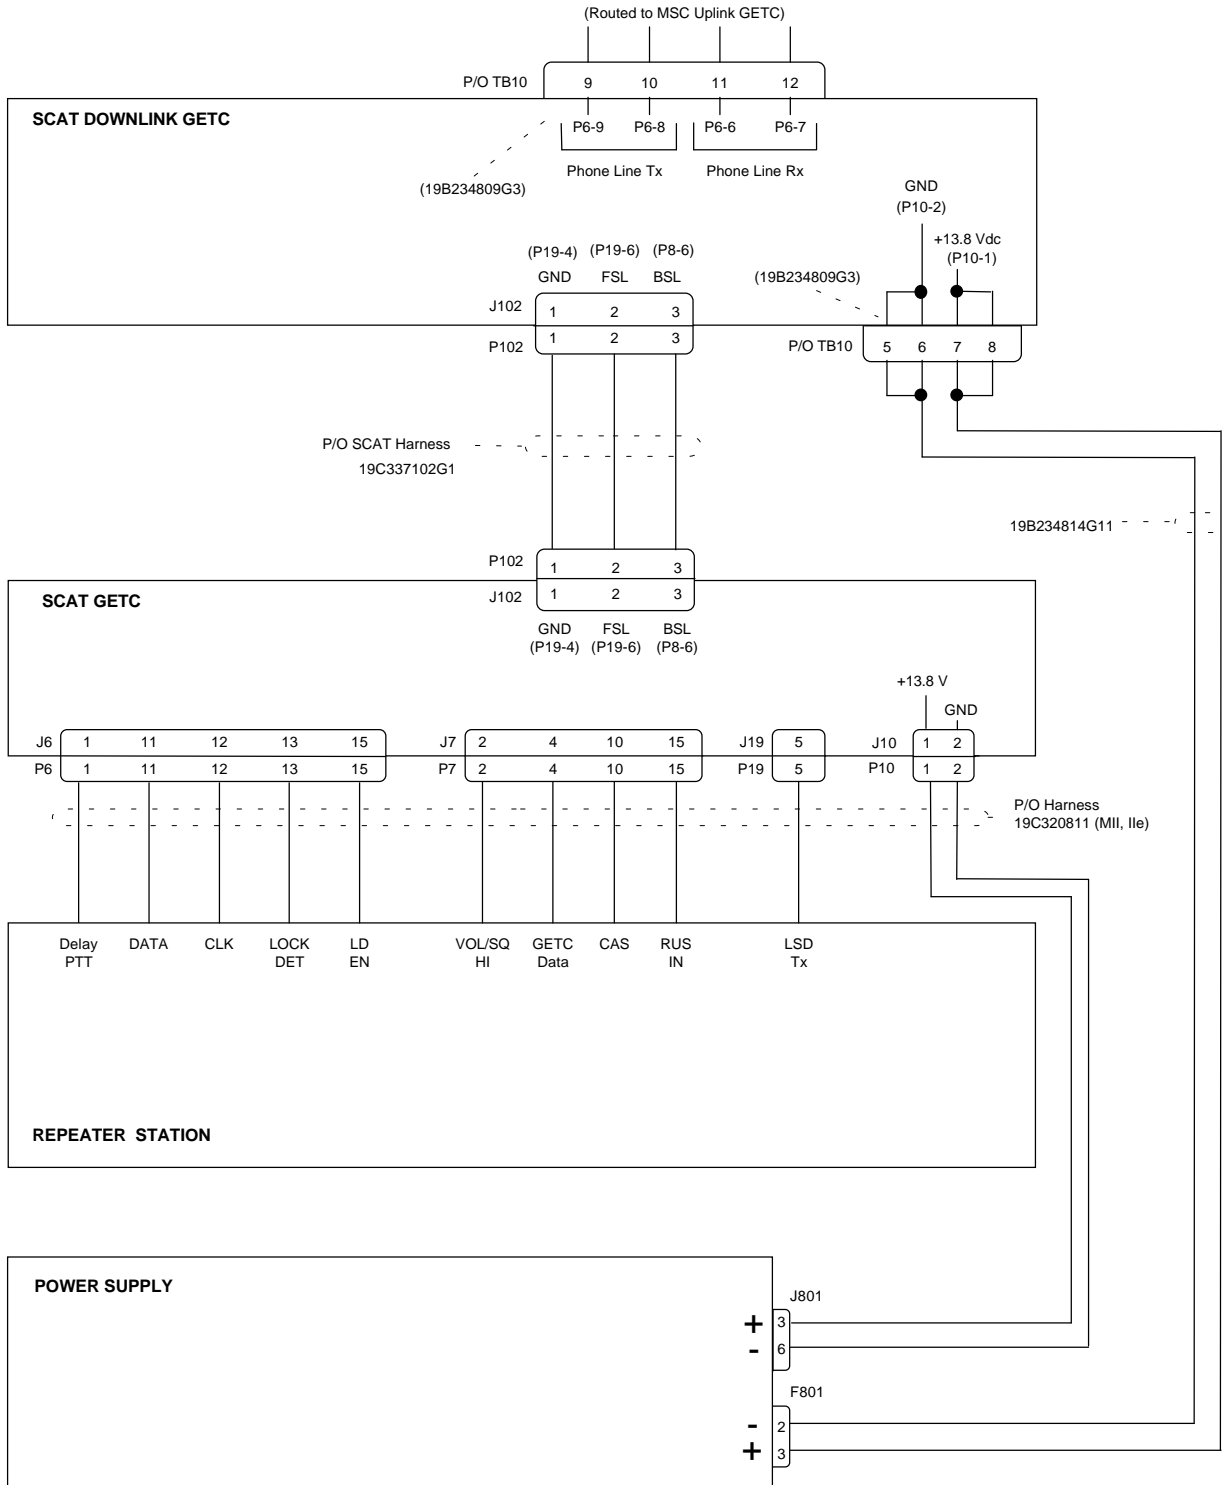 (Routed to MSC Uplink GETC)
P/O TB10 9 10 11 12
SCAT DOWNLINK GETC
P6-9 P6-8 P6-6 P6-7
Phone Line Tx Phone Line Rx
(19B234809G3)
GND
(P10-2)
+13.8 Vdc
(P10-1)
(P19-4) (P19-6) (P8-6)
GND FSL BSL
(19B234809G3)
J102 1 2 3
P102 1 2 3
P/O TB10 5 6 7 8
P/O SCAT Harness
19C337102G1
19B234814G11
P102 1 2 3
J102 1 2 3
SCAT GETC
GND FSL BSL
(P19-4) (P19-6) (P8-6)
+13.8 V
GND
J6 1 11 12 13 15 J7 2 4 10 15 J19 5 J10 1 2
P6 1 11 12 13 15 P7 2 4 10 15 P19 5 P10 1 2
P/O Harness
19C320811 (MII, IIe)
Delay DATA CLK LOCK LD VOL/SQ GETC CAS RUS LSD
PTT DET EN HI Data IN Tx
REPEATER STATION
POWER SUPPLY
J801
+ 3
- 6
F801
- 2
+ 3